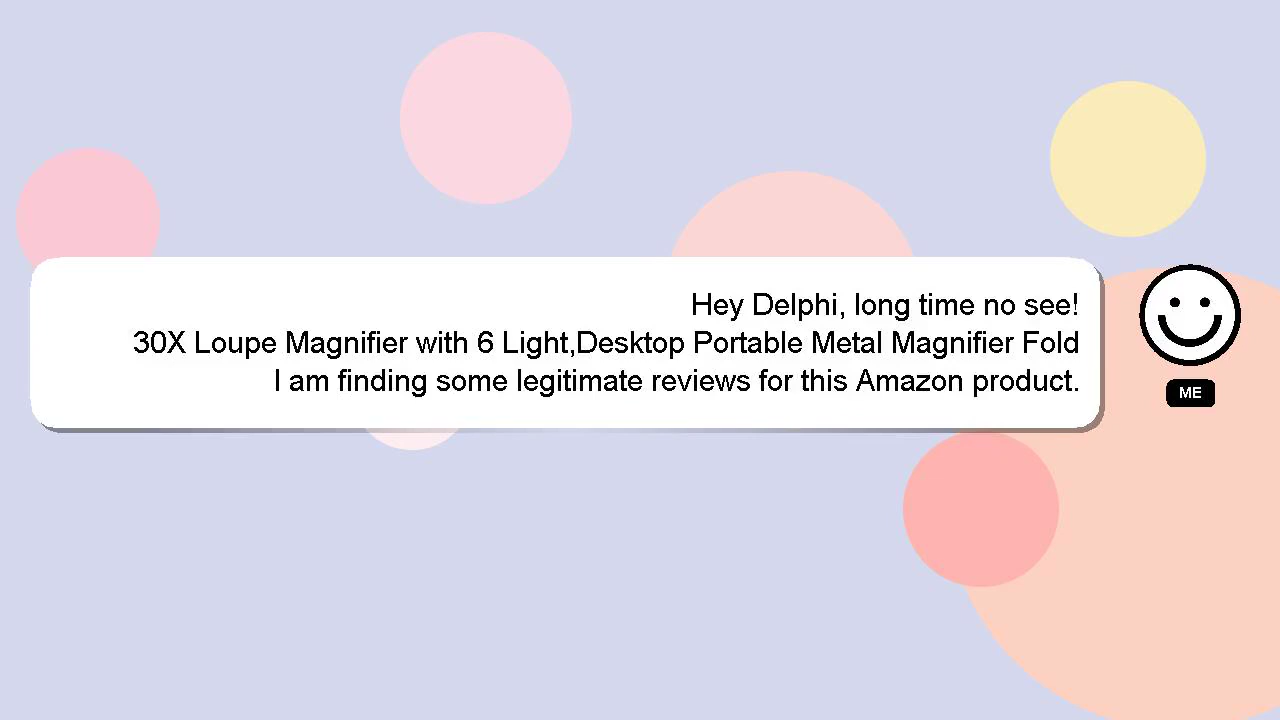 Hey Delphi, long time no see!
30X Loupe Magnifier with 6 Light,Desktop Portable Metal Magnifier Fold
I am finding some legitimate reviews for this Amazon product.
ME